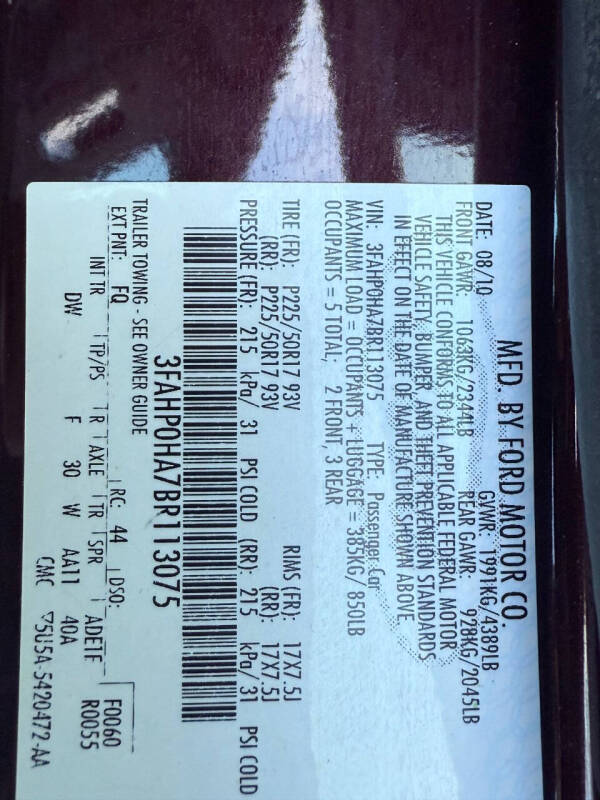 MFD. BY FORD MOTOR CO.
DATE: 08/10 GVWR: 1991KG/4389LB
FRONT GAWR: 1063KG/2344LB REAR GAWR: 928KG/2045LB
THIS VEHICLE CONFORMS TO ALL APPLICABLE FEDERAL MOTOR
VEHICLE SAFETY, BUMPER, AND THEFT PREVENTION STANDARDS
IN EFFECT ON THE DATE OF MANUFACTURE SHOWN ABOVE.
VIN: 3FAHP0HA7BR113075 TYPE: Passenger Car
MAXIMUM LOAD = OCCUPANTS + LUGGAGE = 385KG/ 850LB
OCCUPANTS = 5 TOTAL, 2 FRONT, 3 REAR
TIRE (FR): P225/50R17 93V RIMS (FR): 17X7.5J
(RR): P225/50R17 93V (RR): 17X7.5J
PRESSURE (FR): 215 kPa/ 31 PSI COLD (RR): 215 kPa/ 31 PSI COLD
3FAHP0HA7BR113075
TRAILER TOWING - SEE OWNER GUIDE
EXT PNT: FQ RC: 44 DSO: F0060
R0055
INT TR TP/PS R AXLE TR SPR ADE1F
DW F 30 W AA11 40A
CMC 75U5A-5420472-AA